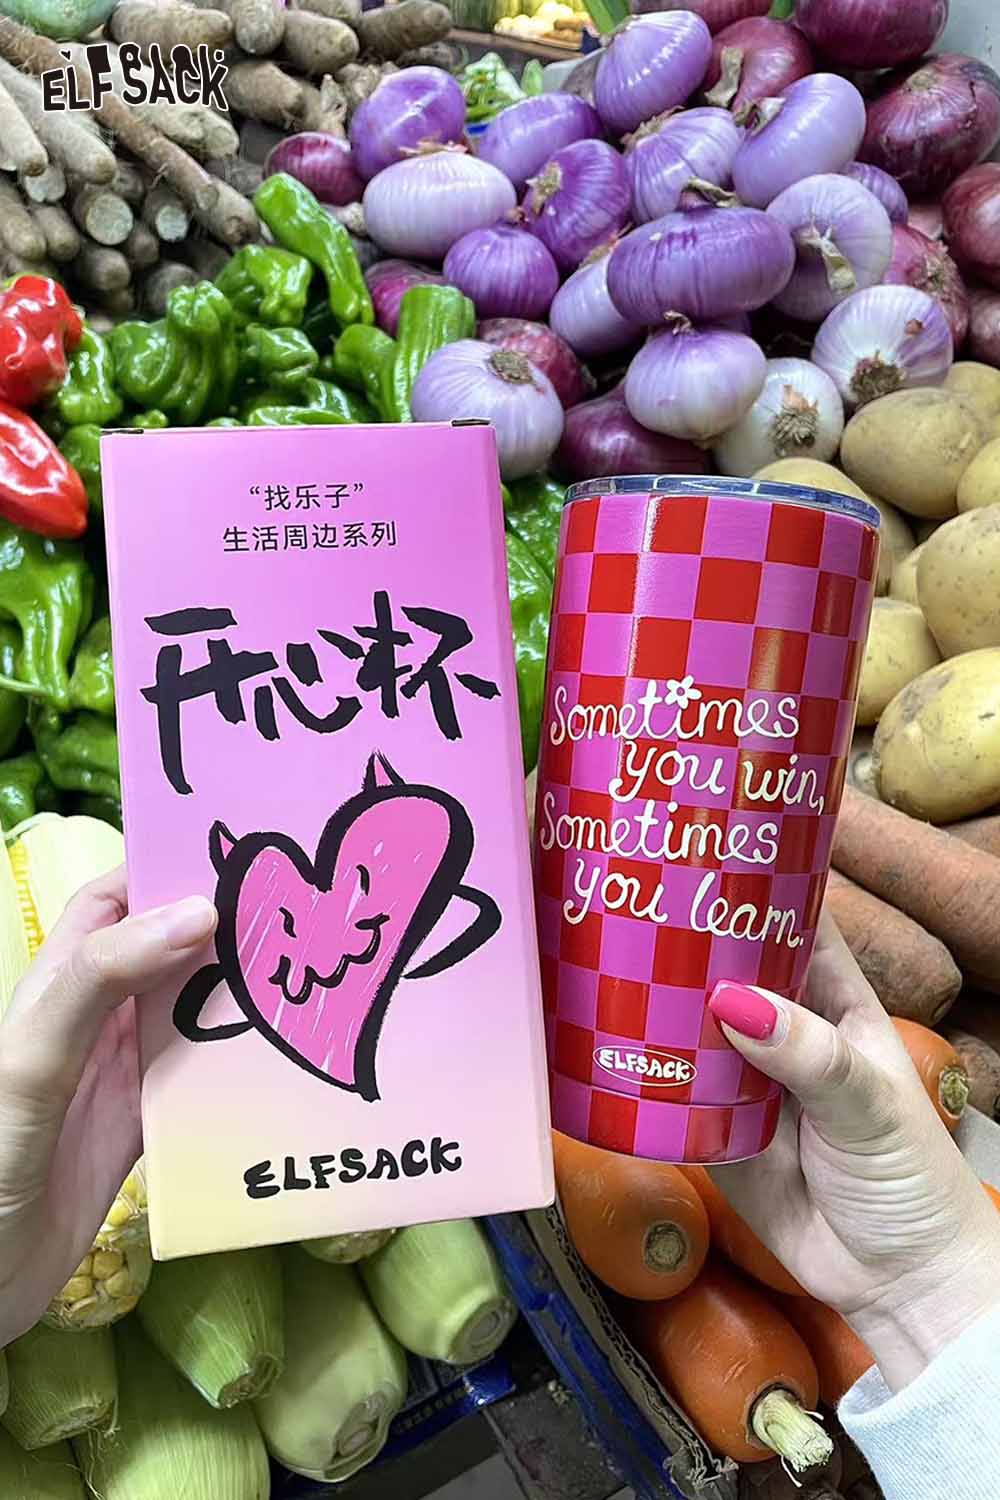 ELFSACK
“找乐子”
生活周边系列
开心杯
ELFSACK
Sometimes
you win,
Sometimes
you learn.
ELFSACK